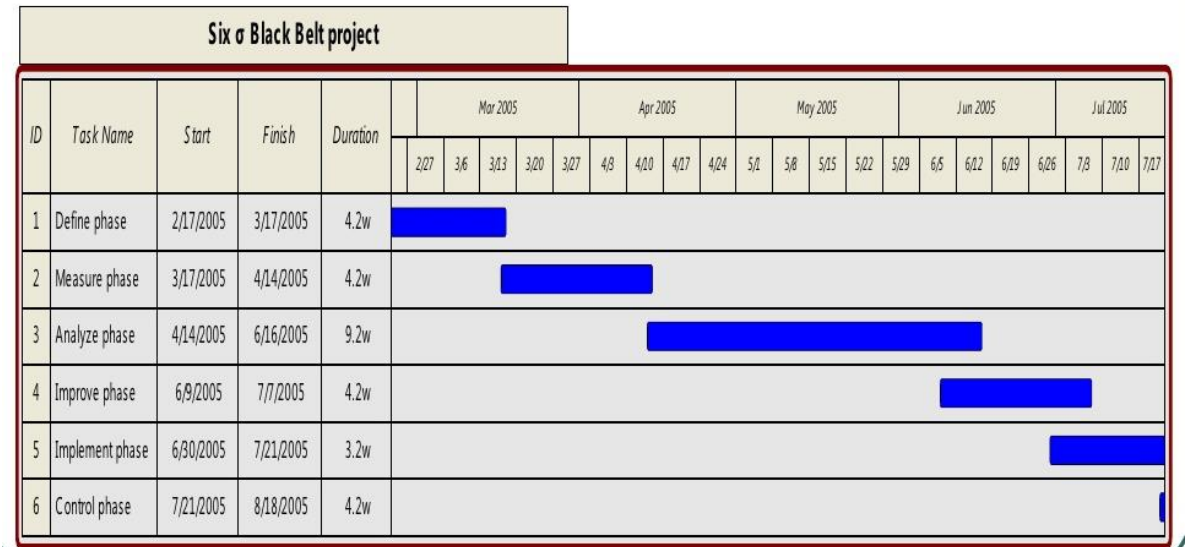 Six σ Black Belt project
ID Task Name Start Finish Duration Mar 2005 Apr 2005 May 2005 Jun 2005 Jul 2005
2/27 3/6 3/13 3/20 3/27 4/3 4/10 4/17 4/24 5/1 5/8 5/15 5/22 5/29 6/5 6/12 6/19 6/26 7/3 7/10 7/17
1 Define phase 2/17/2005 3/17/2005 4.2w
2 Measure phase 3/17/2005 4/14/2005 4.2w
3 Analyze phase 4/14/2005 6/16/2005 9.2w
4 Improve phase 6/9/2005 7/7/2005 4.2w
5 Implement phase 6/30/2005 7/21/2005 3.2w
6 Control phase 7/21/2005 8/18/2005 4.2w